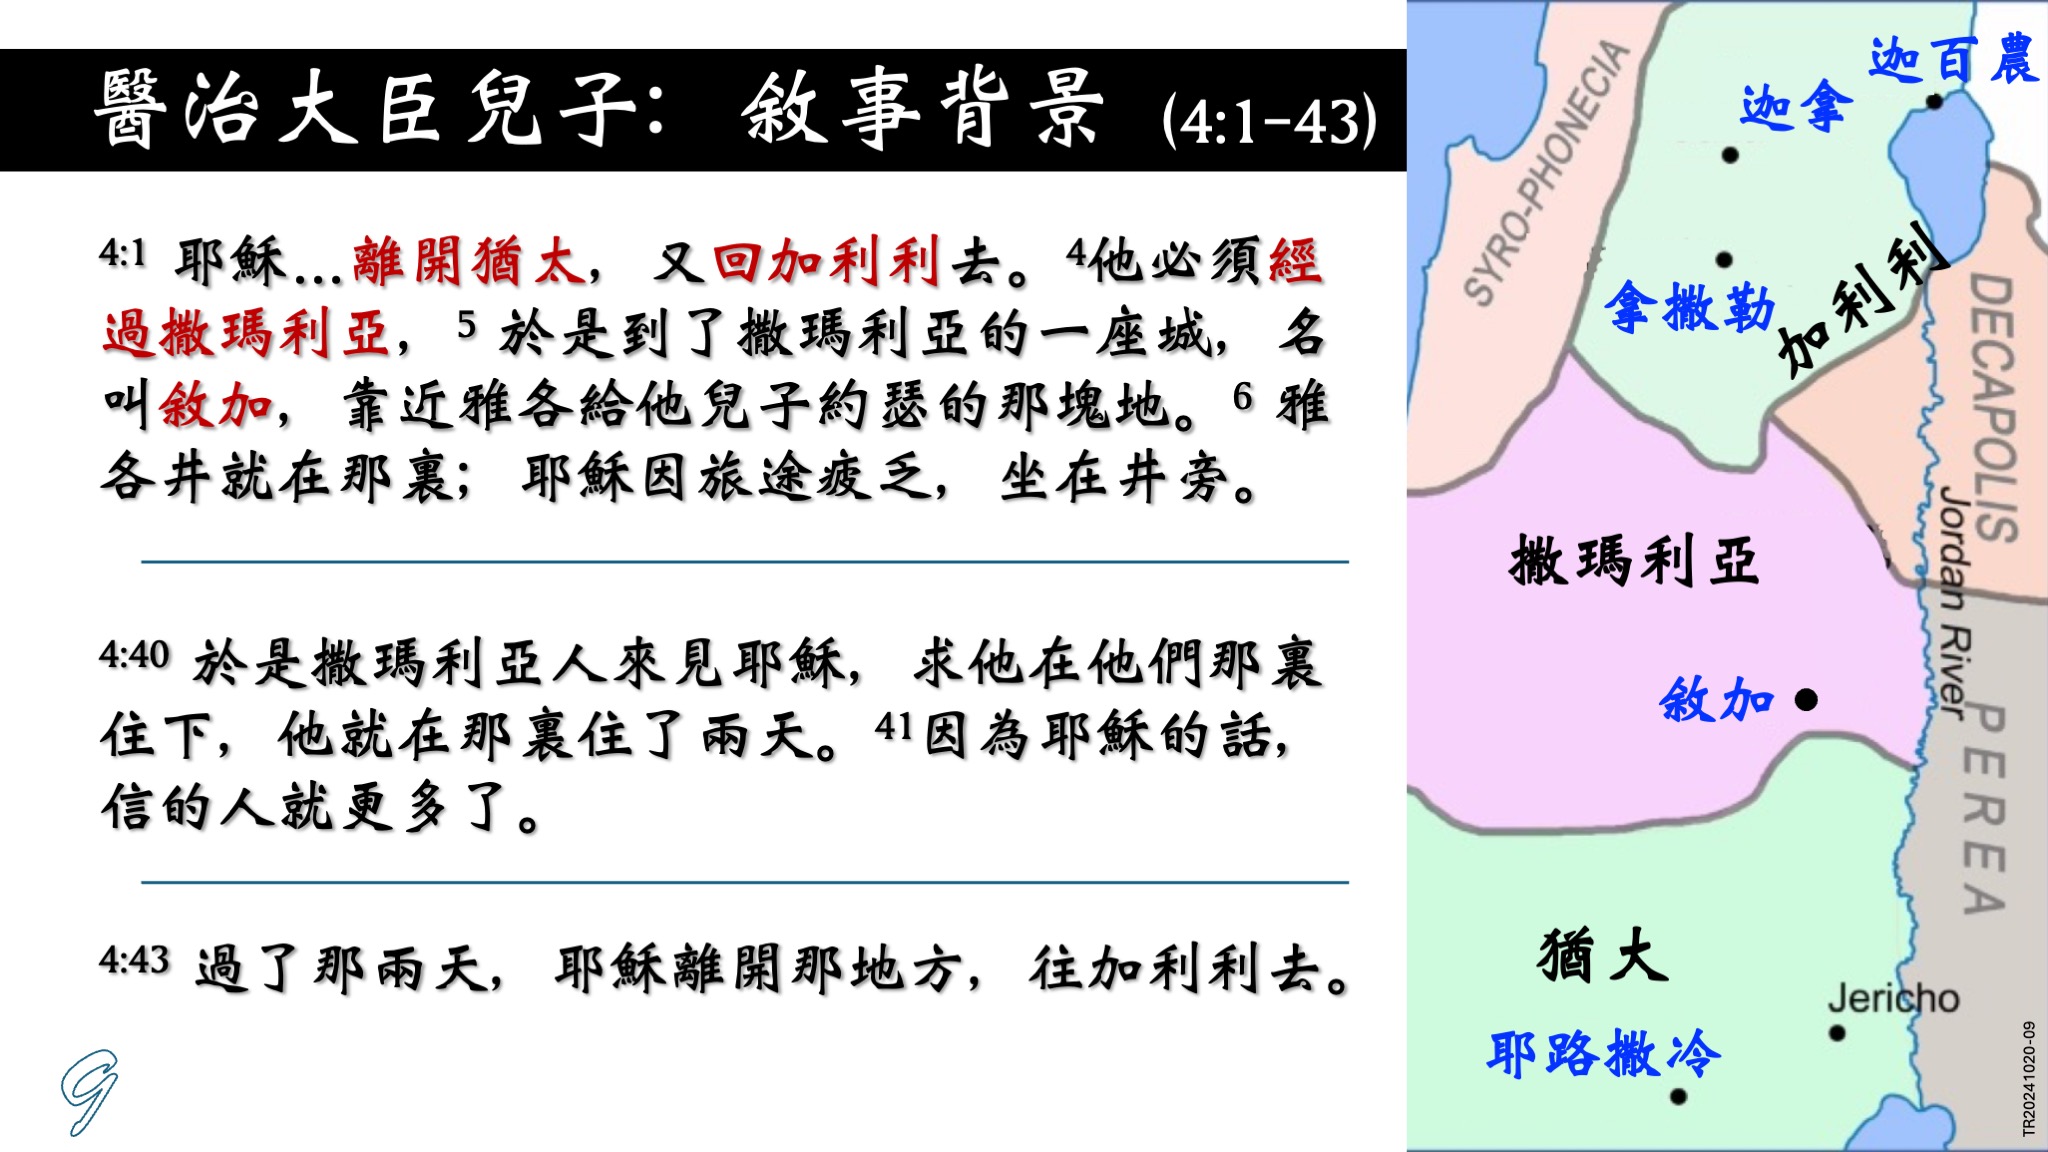 醫治大臣兒子：敘事背景 (4:1-43)
4:1 耶穌…離開猶太，又回加利利去。4他必須經
過撒瑪利亞，5 於是到了撒瑪利亞的一座城，名
叫敘加，靠近雅各給他兒子約瑟的那塊地。6 雅
各井就在那裏；耶穌因旅途疲乏，坐在井旁。
4:40 於是撒瑪利亞人來見耶穌，求他在他們那裏
住下，他就在那裏住了兩天。41因為耶穌的話，
信的人就更多了。
4:43 過了那兩天，耶穌離開那地方，往加利利去。
G
SYRO-PHONECIA
迦百農
迦拿
拿撒勒
加利利
DECAPOLIS
Jordan River
撒瑪利亞
敘加
PEREA
猶大
Jericho
耶路撒冷
TR20241020-09